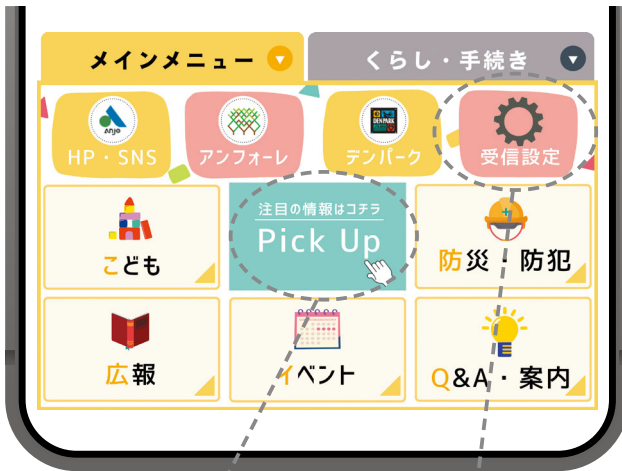 メインメニュー
くらし・手続き
Anjo
HP・SNS
アンフォーレ
DENPARK
デンパーク
受信設定
こども
注目の情報はコチラ
Pick Up
防災・防犯
広報
イベント
Q&A・案内